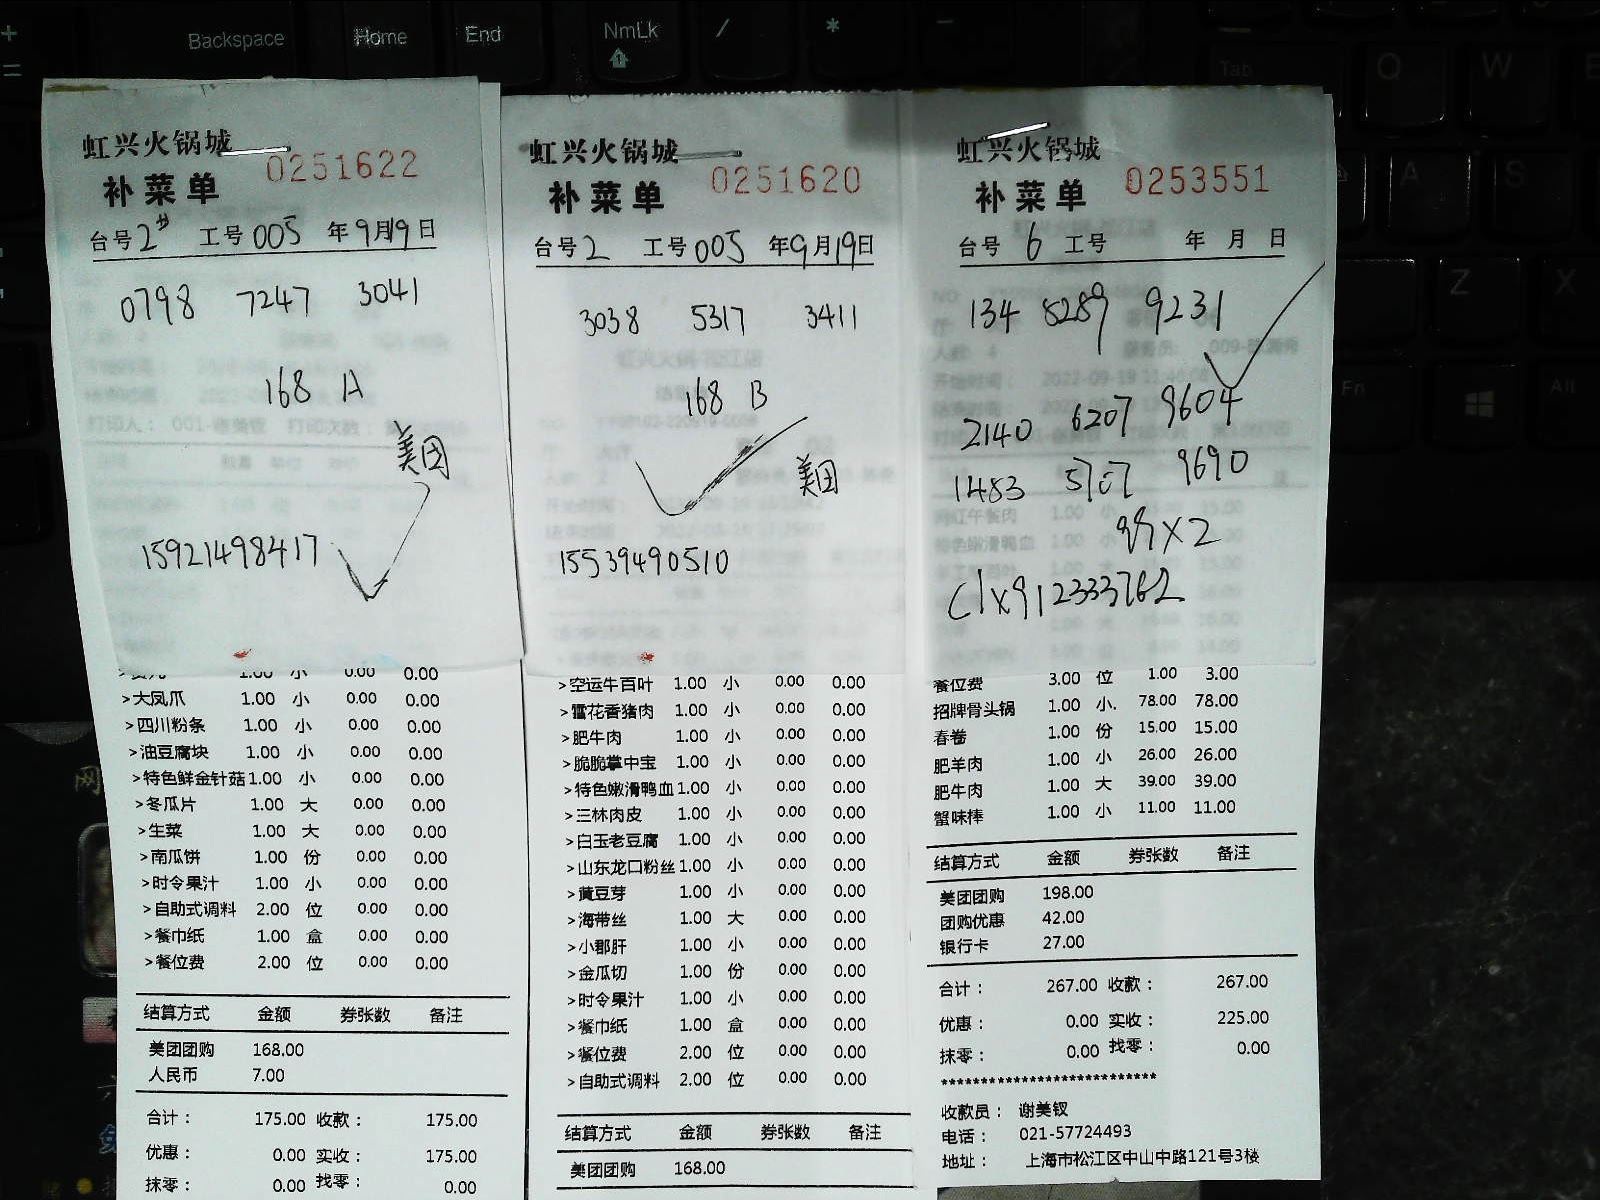 Backspace Home End NmLk / *
Tab Q W E
A S
Z X
Fn Alt
虹兴火锅城
补菜单 0251622
台号2# 工号005 年9月19日
0798 7247 3041
168 A
美团
15921498417
>大凤爪 1.00 小 0.00 0.00
>四川粉条 1.00 小 0.00 0.00
>油豆腐块 1.00 小 0.00 0.00
>特色鲜金针菇 1.00 小 0.00 0.00
>冬瓜片 1.00 大 0.00 0.00
>生菜 1.00 大 0.00 0.00
>南瓜饼 1.00 份 0.00 0.00
>时令果汁 1.00 小 0.00 0.00
>自助式调料 2.00 位 0.00 0.00
>餐巾纸 1.00 盒 0.00 0.00
>餐位费 2.00 位 0.00 0.00
结算方式 金额 券张数 备注
美团团购 168.00
人民币 7.00
合计： 175.00 收款： 175.00
优惠： 0.00 实收： 175.00
抹零： 0.00 找零： 0.00
虹兴火锅城
补菜单 0251620
台号2 工号005 年9月19日
3038 5317 3411
168 B
美团
15539490510
>空运牛百叶 1.00 小 0.00 0.00
>雪花香猪肉 1.00 小 0.00 0.00
>肥牛肉 1.00 小 0.00 0.00
>脆脆掌中宝 1.00 小 0.00 0.00
>特色嫩滑鸭血 1.00 小 0.00 0.00
>三林肉皮 1.00 小 0.00 0.00
>白玉老豆腐 1.00 小 0.00 0.00
>山东龙口粉丝 1.00 小 0.00 0.00
>黄豆芽 1.00 小 0.00 0.00
>海带丝 1.00 大 0.00 0.00
>小郡肝 1.00 小 0.00 0.00
>金瓜切 1.00 份 0.00 0.00
>时令果汁 1.00 小 0.00 0.00
>餐巾纸 1.00 盒 0.00 0.00
>餐位费 2.00 位 0.00 0.00
>自助式调料 2.00 位 0.00 0.00
结算方式 金额 券张数 备注
美团团购 168.00
虹兴火锅城
补菜单 0253551
台号 6 工号 年 月 日
134 8289 9231
2140 6207 9604
1483 5707 9690
99X2
clx912333762
餐位费 3.00 位 1.00 3.00
招牌骨头锅 1.00 小. 78.00 78.00
春卷 1.00 份 15.00 15.00
肥羊肉 1.00 小 26.00 26.00
肥牛肉 1.00 大 39.00 39.00
蟹味棒 1.00 小 11.00 11.00
结算方式 金额 券张数 备注
美团团购 198.00
团购优惠 42.00
银行卡 27.00
合计： 267.00 收款： 267.00
优惠： 0.00 实收： 225.00
抹零： 0.00 找零： 0.00
***************************
收款员： 谢美钗
电话： 021-57724493
地址： 上海市松江区中山中路121号3楼